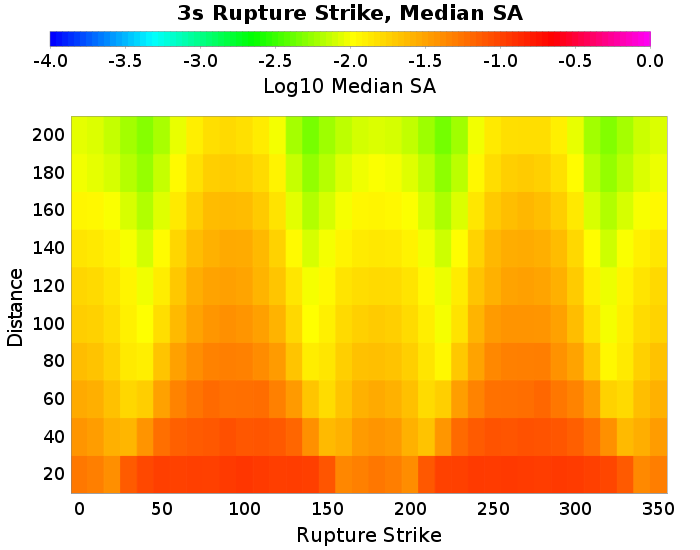 3s Rupture Strike, Median SA
-4.0 -3.5 -3.0 -2.5 -2.0 -1.5 -1.0 -0.5 0.0
Log10 Median SA
200
180
160
140
120
100
80
60
40
20
Distance
0 50 100 150 200 250 300 350
Rupture Strike